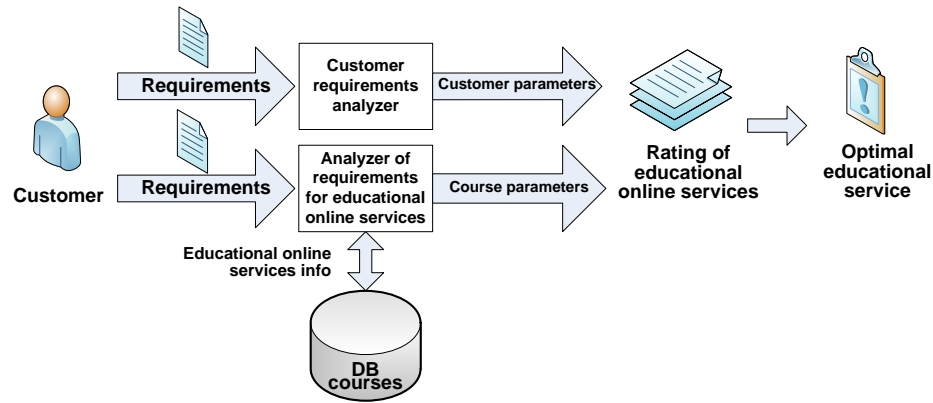 Requirements
Customer
requirements
analyzer
Customer parameters
Customer
Requirements
Analyzer of
requirements
for educational
online services
Course parameters
Rating of
educational
online services
Optimal
educational
service
Educational online
services info
DB
courses